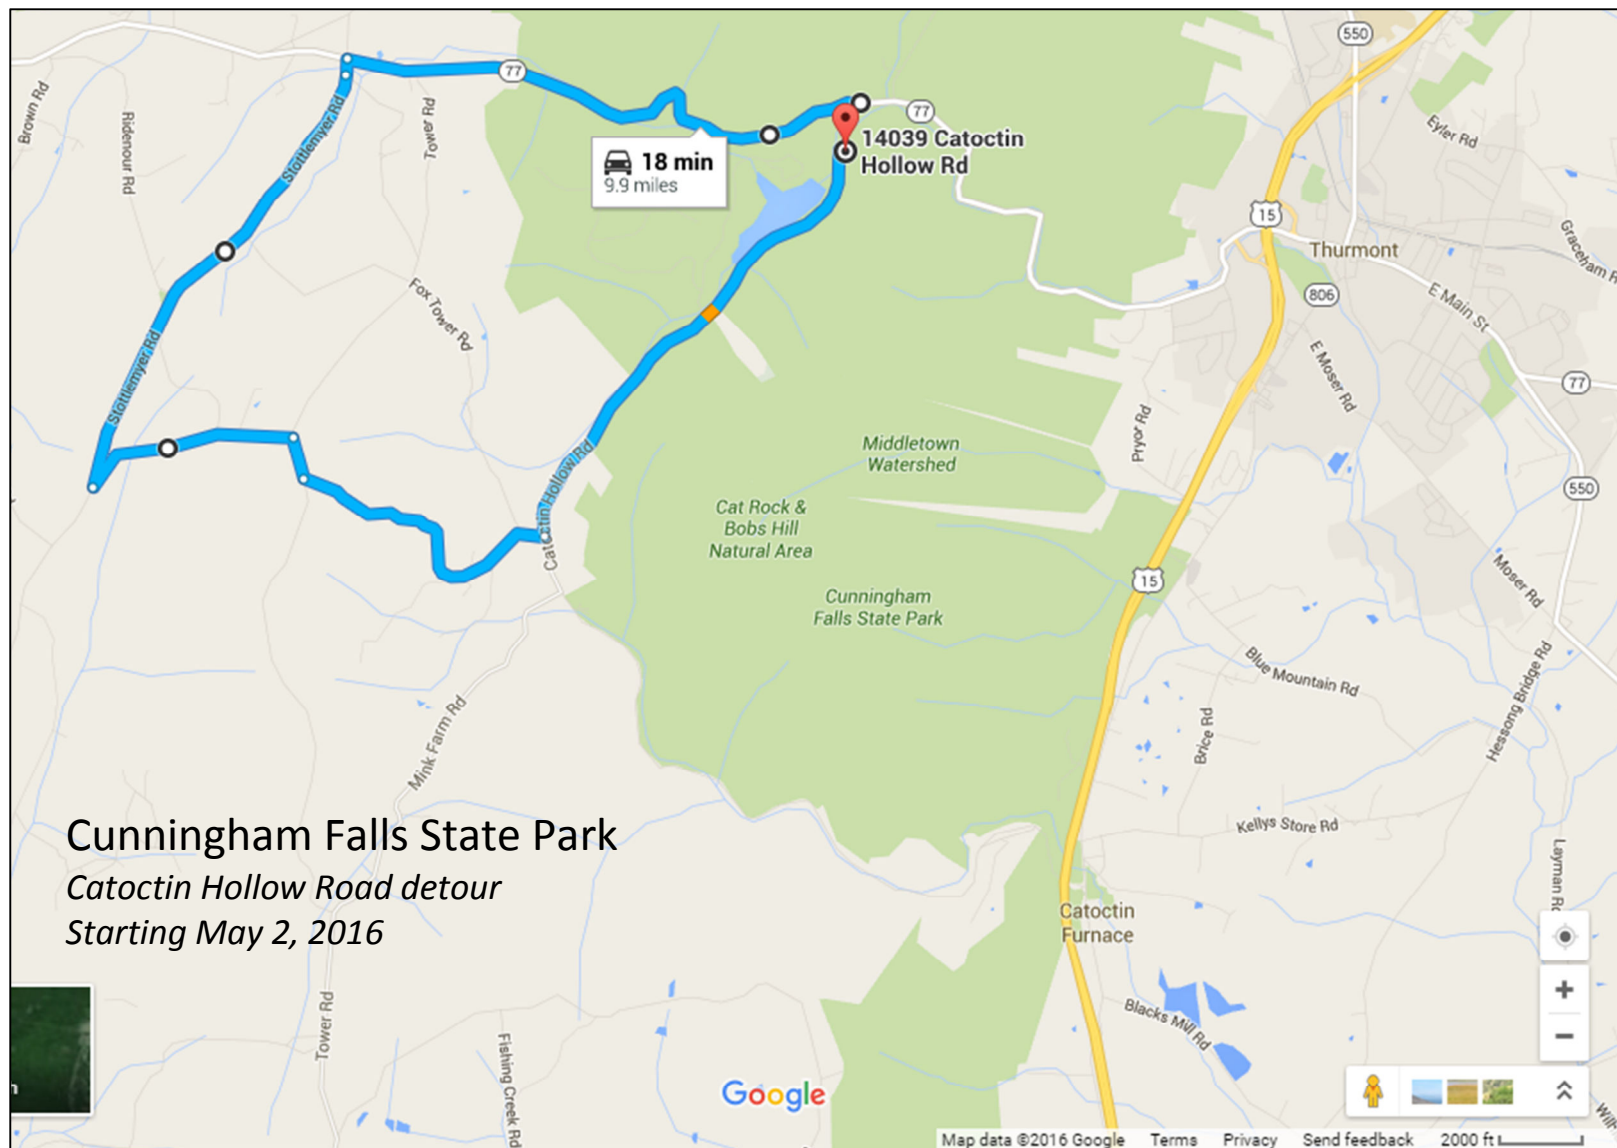 550
77
Brown Rd
Ridenour Rd
Stottlemyer Rd
Tower Rd
18 min
9.9 miles
77
14039 Catoctin
Hollow Rd
Eyler Rd
15
Thurmont
Graceham R
806
E Main St
Fox Tower Rd
E Moser Rd
77
Stottlemyer Rd
Pryor Rd
Middletown
Watershed
Catoctin Hollow Rd
550
Cat Rock &
Bobs Hill
Natural Area
15
Moser Rd
Cunningham
Falls State Park
Blue Mountain Rd
Hessong Bridge Rd
Brice Rd
Mink Farm Rd
Cunningham Falls State Park
Catoctin Hollow Road detour
Starting May 2, 2016
Kellys Store Rd
Layman Rd
Catoctin
Furnace
Tower Rd
Fishing Creek Rd
Blacks Mill Rd
Google
Map data ©2016 Google Terms Privacy Send feedback 2000 ft